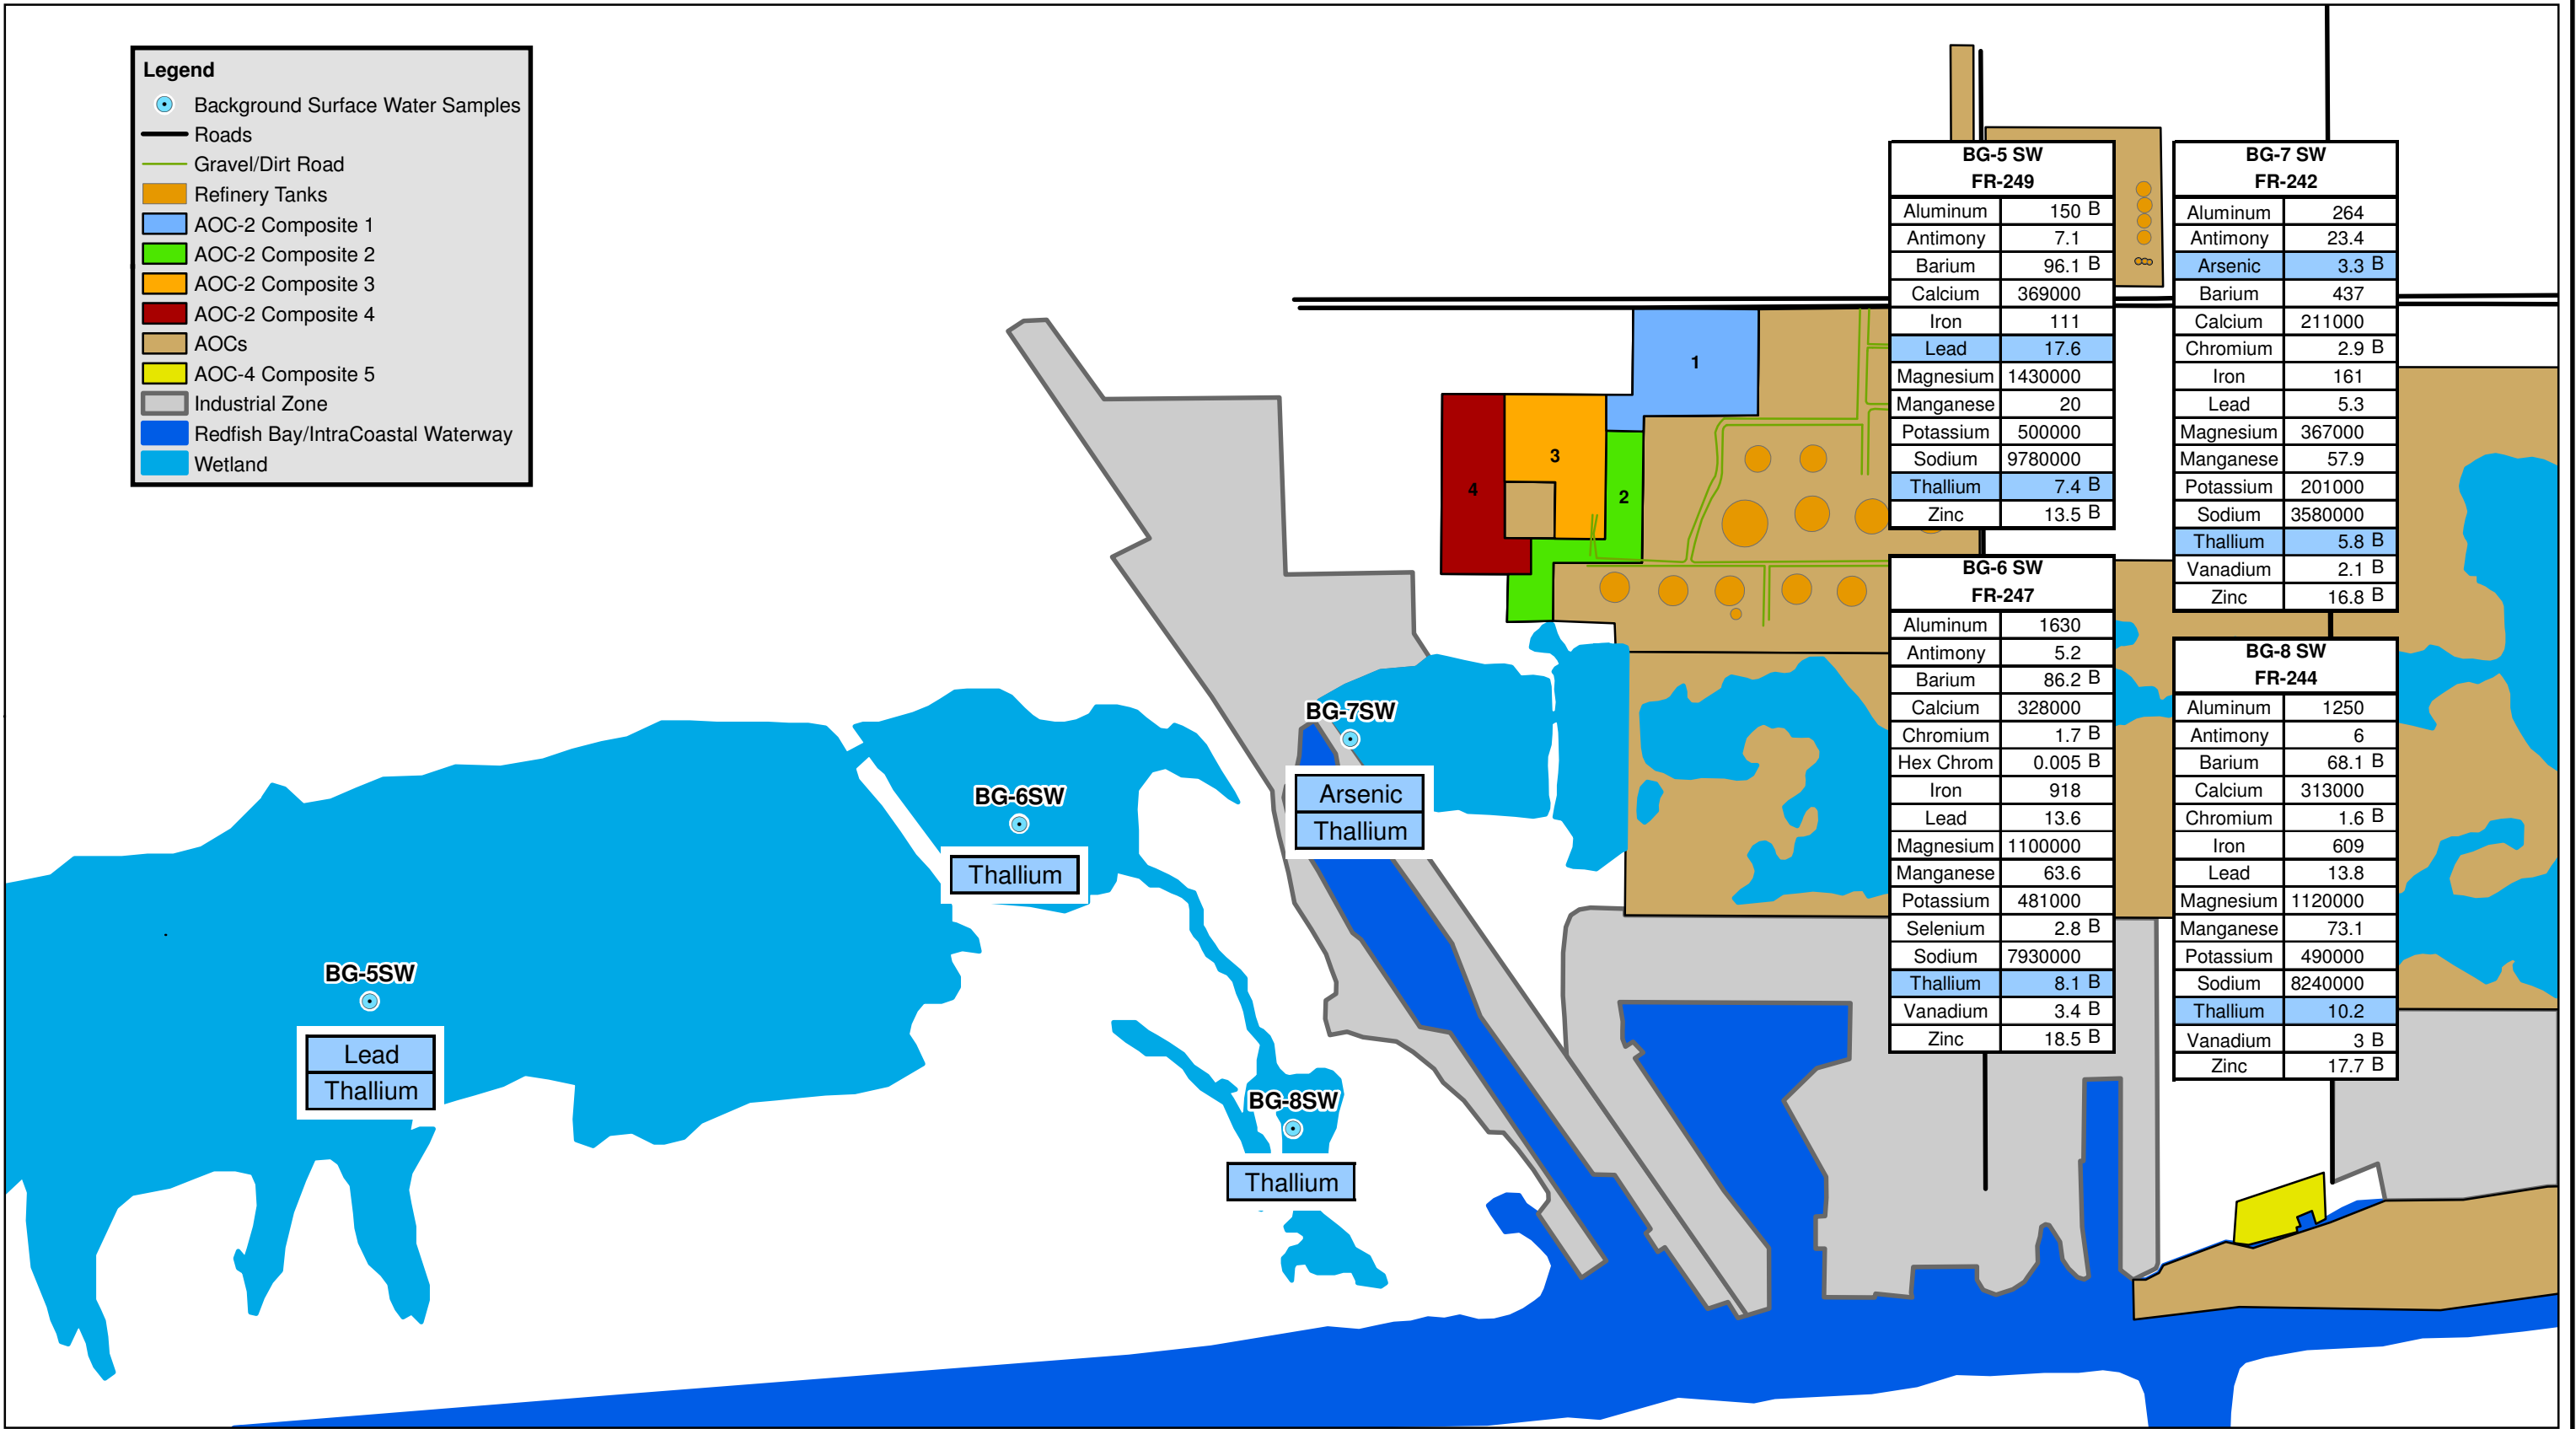 Legend
Background Surface Water Samples
Roads
Gravel/Dirt Road
Refinery Tanks
AOC-2 Composite 1
AOC-2 Composite 2
AOC-2 Composite 3
AOC-2 Composite 4
AOCs
AOC-4 Composite 5
Industrial Zone
Redfish Bay/IntraCoastal Waterway
Wetland
1
3
4
2
BG-7SW
Arsenic
Thallium
BG-6SW
Thallium
BG-5SW
Lead
Thallium
BG-8SW
Thallium
BG-5 SW
FR-249
Aluminum 150 B
Antimony 7.1
Barium 96.1 B
Calcium 369000
Iron 111
Lead 17.6
Magnesium 1430000
Manganese 20
Potassium 500000
Sodium 9780000
Thallium 7.4 B
Zinc 13.5 B
BG-6 SW
FR-247
Aluminum 1630
Antimony 5.2
Barium 86.2 B
Calcium 328000
Chromium 1.7 B
Hex Chrom 0.005 B
Iron 918
Lead 13.6
Magnesium 1100000
Manganese 63.6
Potassium 481000
Selenium 2.8 B
Sodium 7930000
Thallium 8.1 B
Vanadium 3.4 B
Zinc 18.5 B
BG-7 SW
FR-242
Aluminum 264
Antimony 23.4
Arsenic 3.3 B
Barium 437
Calcium 211000
Chromium 2.9 B
Iron 161
Lead 5.3
Magnesium 367000
Manganese 57.9
Potassium 201000
Sodium 3580000
Thallium 5.8 B
Vanadium 2.1 B
Zinc 16.8 B
BG-8 SW
FR-244
Aluminum 1250
Antimony 6
Barium 68.1 B
Calcium 313000
Chromium 1.6 B
Iron 609
Lead 13.8
Magnesium 1120000
Manganese 73.1
Potassium 490000
Sodium 8240000
Thallium 10.2
Vanadium 3 B
Zinc 17.7 B